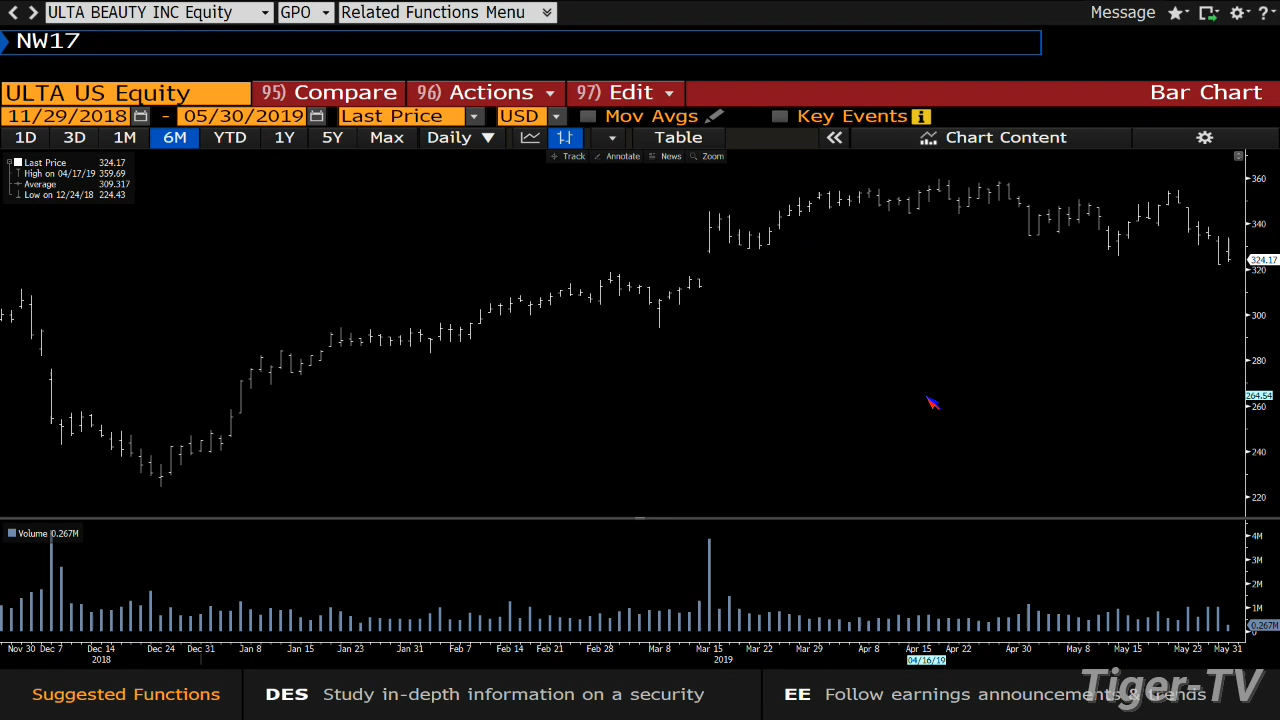 ULTA BEAUTY INC Equity GPO Related Functions Menu Message ?
NW17
ULTA US Equity 95) Compare 96) Actions 97) Edit Bar Chart
11/29/2018 - 05/30/2019 Last Price USD Mov Avgs Key Events i
1D 3D 1M 6M YTD 1Y 5Y Max Daily Table Chart Content
Track Annotate News Zoom
Last Price 324.17
High on 04/17/19 359.69
Average 309.317
Low on 12/24/18 224.43
360
340
324.17
320
300
280
264.54
260
240
220
Volume 0.267M
4M
3M
2M
1M
0.267M
0
Nov 30 Dec 7 Dec 14 Dec 24 Dec 31 Jan 8 Jan 15 Jan 23 Jan 31 Feb 7 Feb 14 Feb 20 Feb 28 Mar 8 Mar 15 Mar 22 Mar 29 Apr 8 Apr 15 Apr 22 Apr 30 May 8 May 15 May 23 May 31
2018 2019 04/16/19
Suggested Functions DES Study in-depth information on a security EE Follow earnings announcements & trends
Tiger-TV